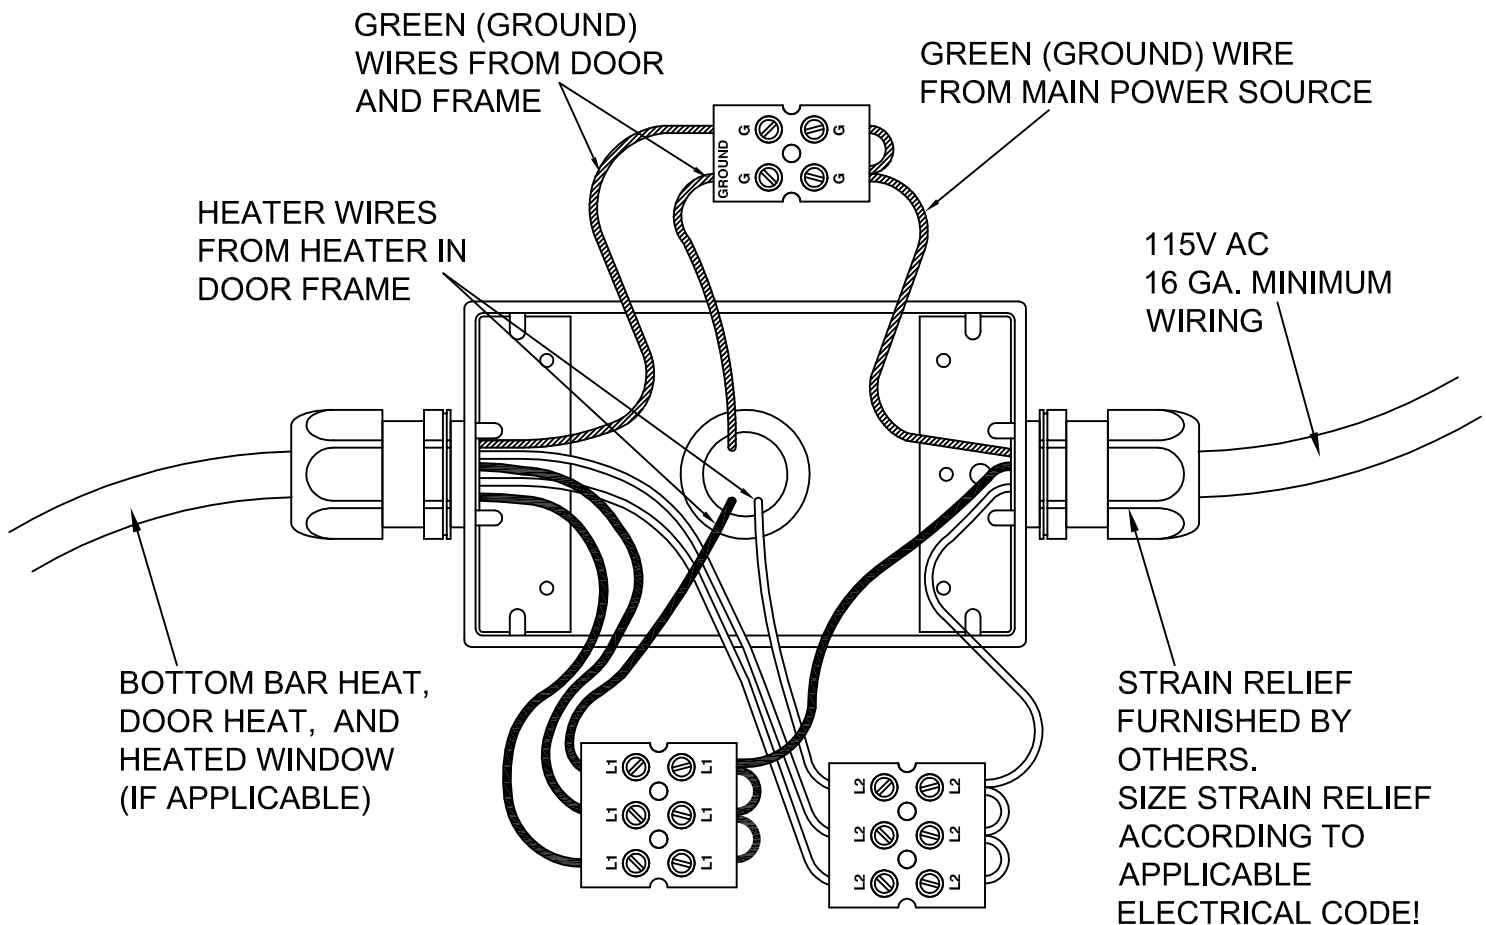 GREEN (GROUND)
WIRES FROM DOOR
AND FRAME
GREEN (GROUND) WIRE
FROM MAIN POWER SOURCE
G
G
G
G
GROUND
HEATER WIRES
FROM HEATER IN
DOOR FRAME
115V AC
16 GA. MINIMUM
WIRING
BOTTOM BAR HEAT,
DOOR HEAT, AND
HEATED WINDOW
(IF APPLICABLE)
L1
L1
L1
L1
L1
L1
L2
L2
L2
L2
L2
L2
STRAIN RELIEF
FURNISHED BY
OTHERS.
SIZE STRAIN RELIEF
ACCORDING TO
APPLICABLE
ELECTRICAL CODE!